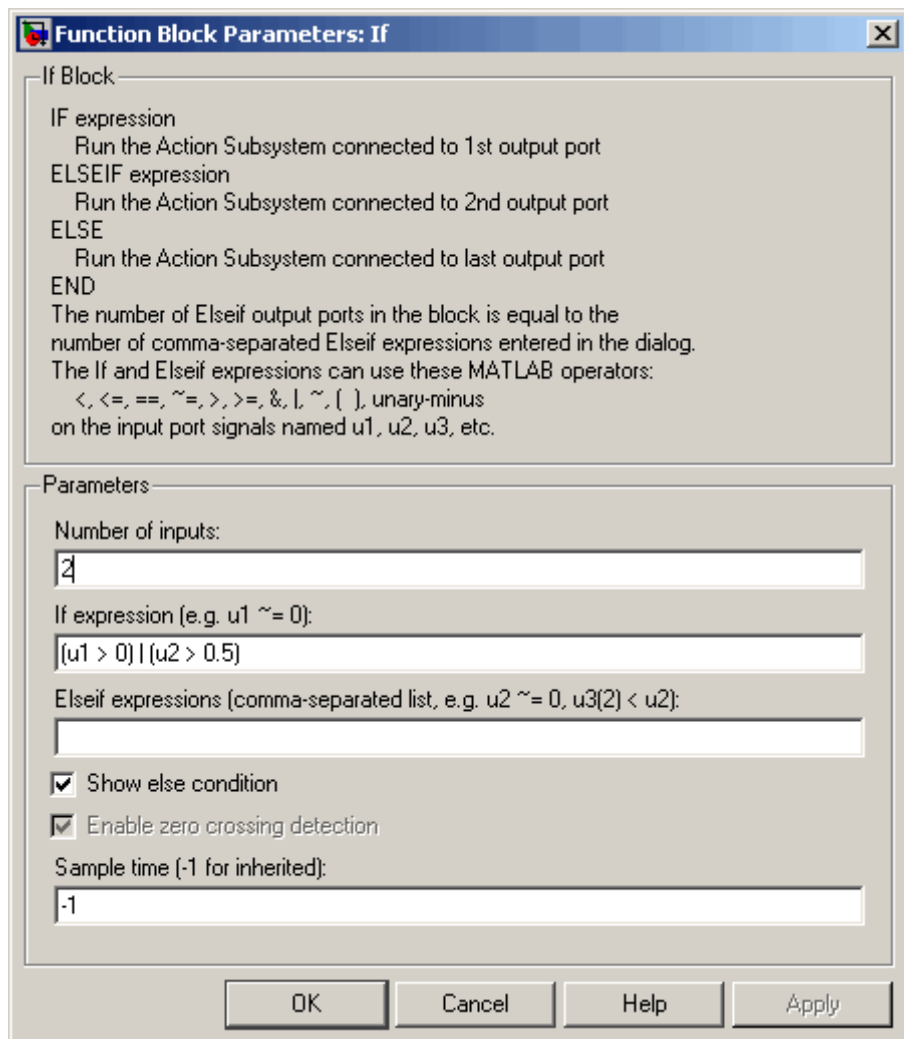 Function Block Parameters: If
If Block
IF expression
Run the Action Subsystem connected to 1st output port
ELSEIF expression
Run the Action Subsystem connected to 2nd output port
ELSE
Run the Action Subsystem connected to last output port
END
The number of Elseif output ports in the block is equal to the
number of comma-separated Elseif expressions entered in the dialog.
The If and Elseif expressions can use these MATLAB operators:
<, <=, ==, ~=, >, >=, &, |, ~, ( ), unary-minus
on the input port signals named u1, u2, u3, etc.
Parameters
Number of inputs:
2
If expression (e.g. u1 ~= 0):
(u1 > 0) | (u2 > 0.5)
Elseif expressions (comma-separated list, e.g. u2 ~= 0, u3(2) < u2):
Show else condition
Enable zero crossing detection
Sample time (-1 for inherited):
-1
OK Cancel Help Apply